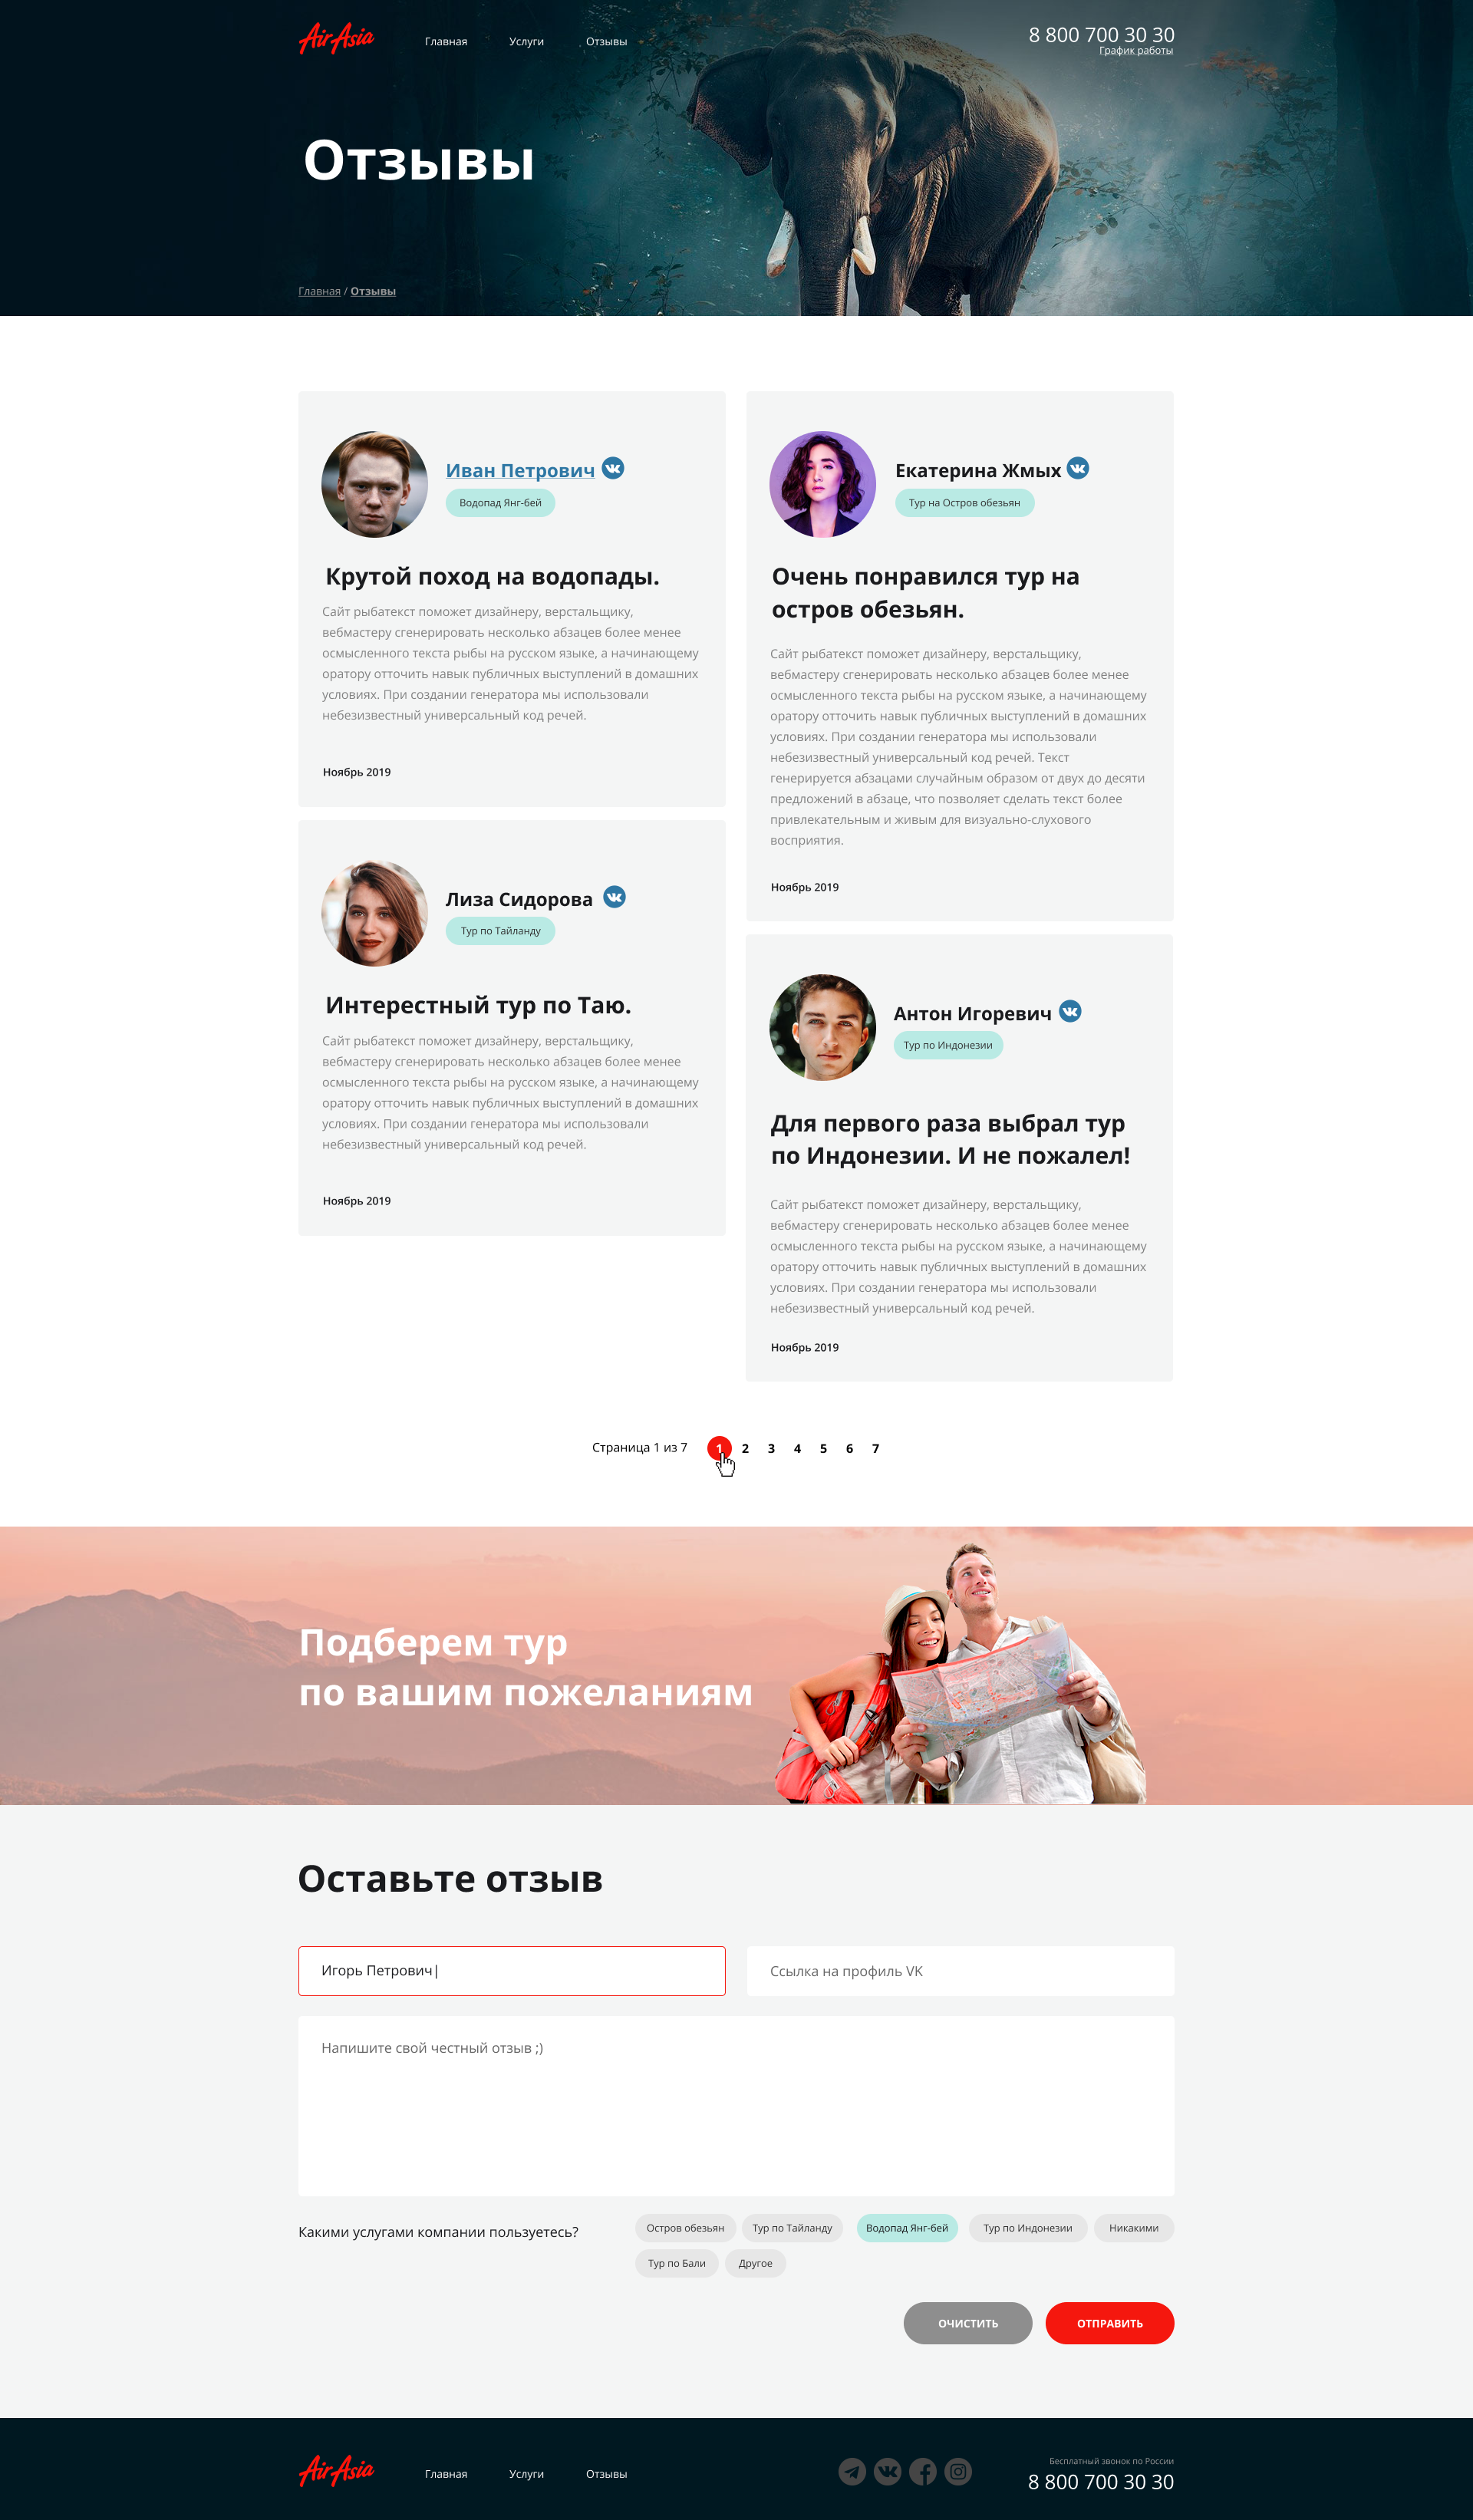 AirAsia
Главная
Услуги
Отзывы
8 800 700 30 30
График работы
Отзывы
Главная / Отзывы
Иван Петрович
Водопад Янг-бей
Крутой поход на водопады.
Сайт рыбатекст поможет дизайнеру, верстальщику,
вебмастеру сгенерировать несколько абзацев более менее
осмысленного текста рыбы на русском языке, а начинающему
оратору отточить навык публичных выступлений в домашних
условиях. При создании генератора мы использовали
небезизвестный универсальный код речей.
Ноябрь 2019
Екатерина Жмых
Тур на Остров обезьян
Очень понравился тур на
остров обезьян.
Сайт рыбатекст поможет дизайнеру, верстальщику,
вебмастеру сгенерировать несколько абзацев более менее
осмысленного текста рыбы на русском языке, а начинающему
оратору отточить навык публичных выступлений в домашних
условиях. При создании генератора мы использовали
небезизвестный универсальный код речей. Текст
генерируется абзацами случайным образом от двух до десяти
предложений в абзаце, что позволяет сделать текст более
привлекательным и живым для визуально-слухового
восприятия.
Ноябрь 2019
Лиза Сидорова
Тур по Тайланду
Интерестный тур по Таю.
Сайт рыбатекст поможет дизайнеру, верстальщику,
вебмастеру сгенерировать несколько абзацев более менее
осмысленного текста рыбы на русском языке, а начинающему
оратору отточить навык публичных выступлений в домашних
условиях. При создании генератора мы использовали
небезизвестный универсальный код речей.
Ноябрь 2019
Антон Игоревич
Тур по Индонезии
Для первого раза выбрал тур
по Индонезии. И не пожалел!
Сайт рыбатекст поможет дизайнеру, верстальщику,
вебмастеру сгенерировать несколько абзацев более менее
осмысленного текста рыбы на русском языке, а начинающему
оратору отточить навык публичных выступлений в домашних
условиях. При создании генератора мы использовали
небезизвестный универсальный код речей.
Ноябрь 2019
Страница 1 из 7 1 2 3 4 5 6 7
Подберем тур
по вашим пожеланиям
Оставьте отзыв
Игорь Петрович|
Ссылка на профиль VK
Напишите свой честный отзыв ;)
Какими услугами компании пользуетесь?
Остров обезьян
Тур по Тайланду
Водопад Янг-бей
Тур по Индонезии
Никакими
Тур по Бали
Другое
ОЧИСТИТЬ
ОТПРАВИТЬ
AirAsia
Главная
Услуги
Отзывы
Бесплатный звонок по России
8 800 700 30 30